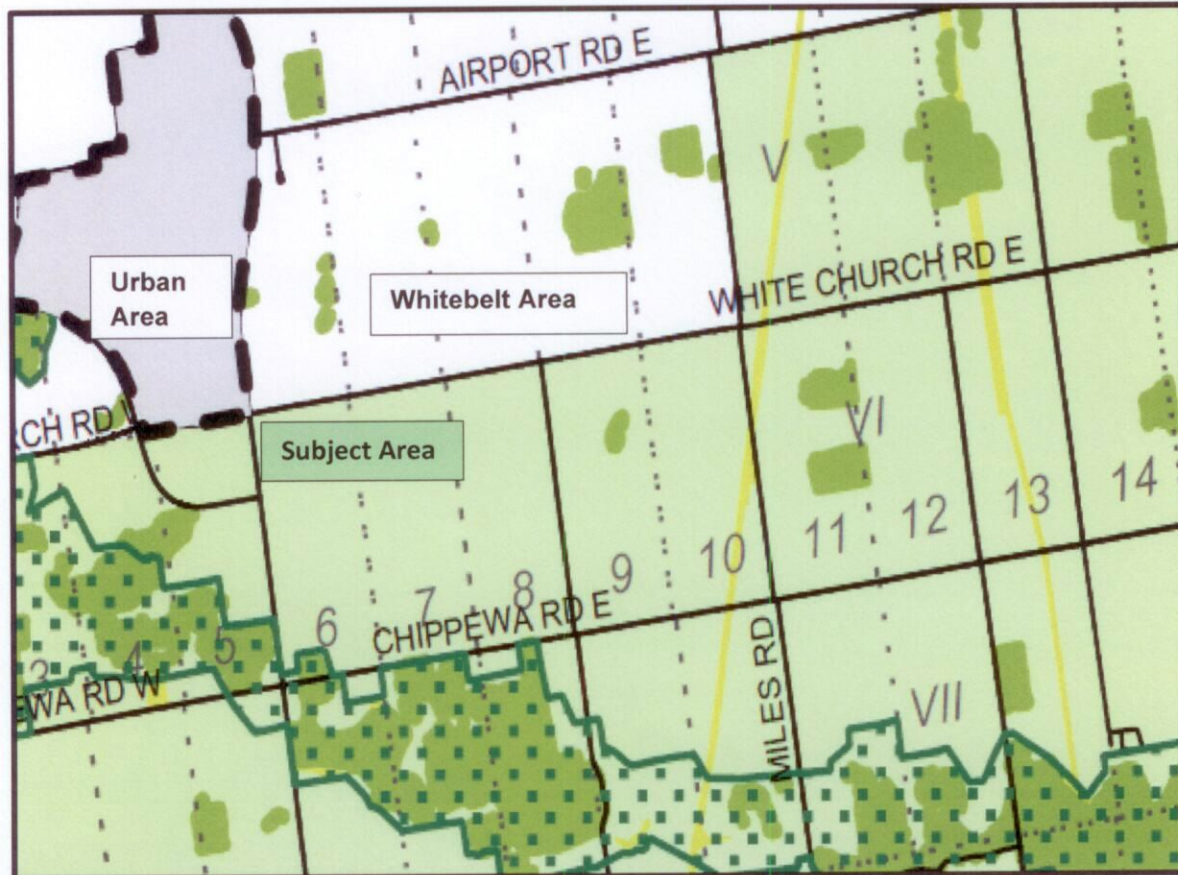 AIRPORT RD E
V
Urban
Area
Whitebelt Area
WHITE CHURCH RD E
RCH RD
Subject Area
VI
14
13
12
11
10
9
8
7
6
5
4
3
CHIPPEWA RD E
EWA RD W
MILES RD
VII